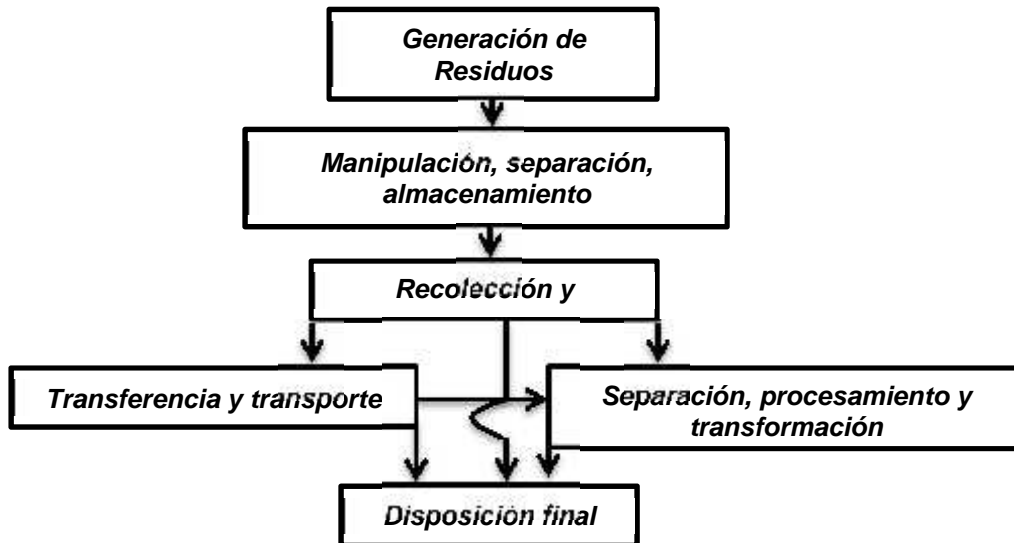 Generación de
Residuos
Manipulación, separación,
almacenamiento
Recolección y
Transferencia y transporte
Separación, procesamiento y
transformación
Disposición final